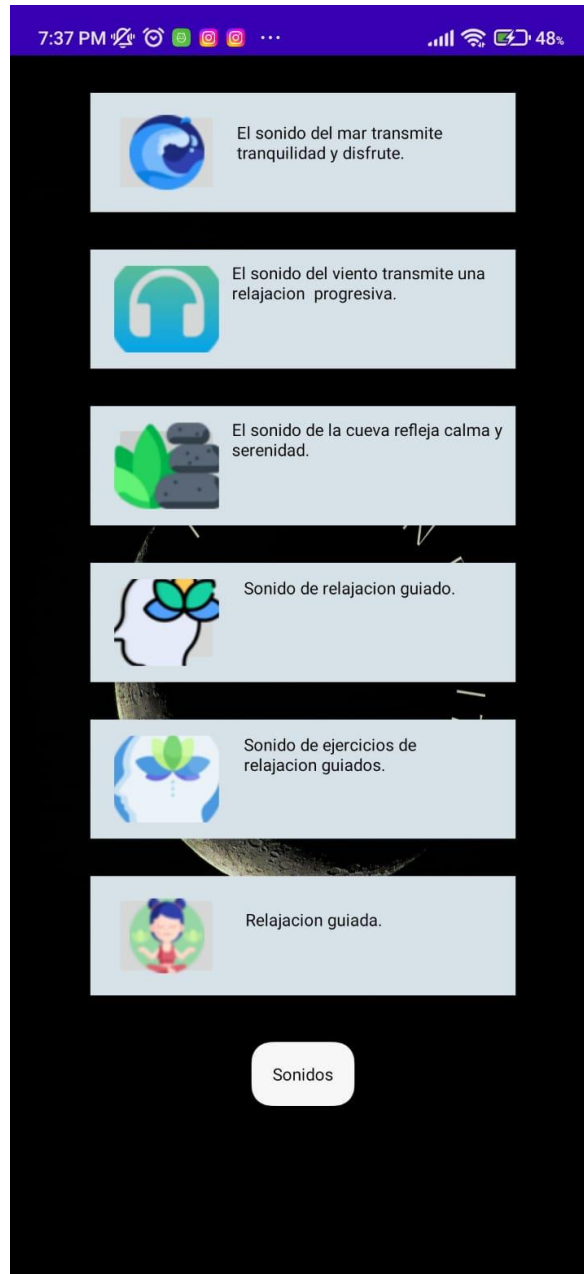 7:37 PM ... 48%
El sonido del mar transmite
tranquilidad y disfrute.
El sonido del viento transmite una
relajacion  progresiva.
El sonido de la cueva refleja calma y
serenidad.
Sonido de relajacion guiado.
Sonido de ejercicios de
relajacion guiados.
Relajacion guiada.
Sonidos